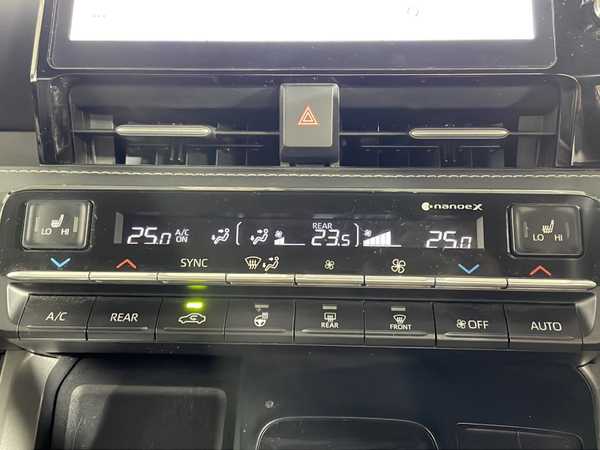 nanoeX
LO HI
25.0 A/C ON
REAR
23.5
25.0
LO HI
SYNC
A/C
REAR
REAR
FRONT
OFF
AUTO